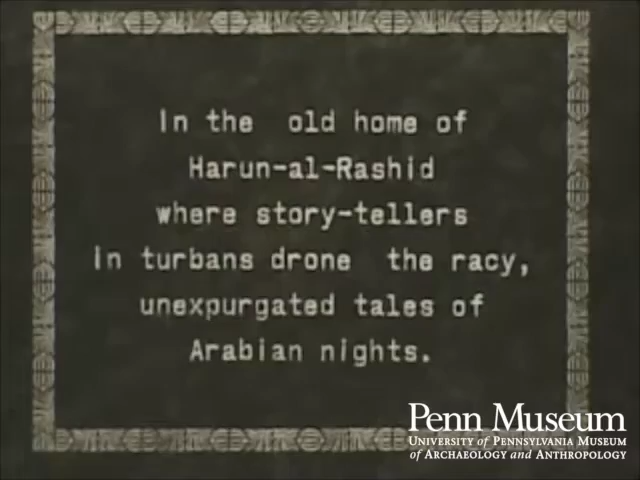 In the old home of
Harun-al-Rashid
where story-tellers
in turbans drone the racy,
unexpurgated tales of
Arabian nights.
Penn Museum
University of Pennsylvania Museum
of Archaeology and Anthropology